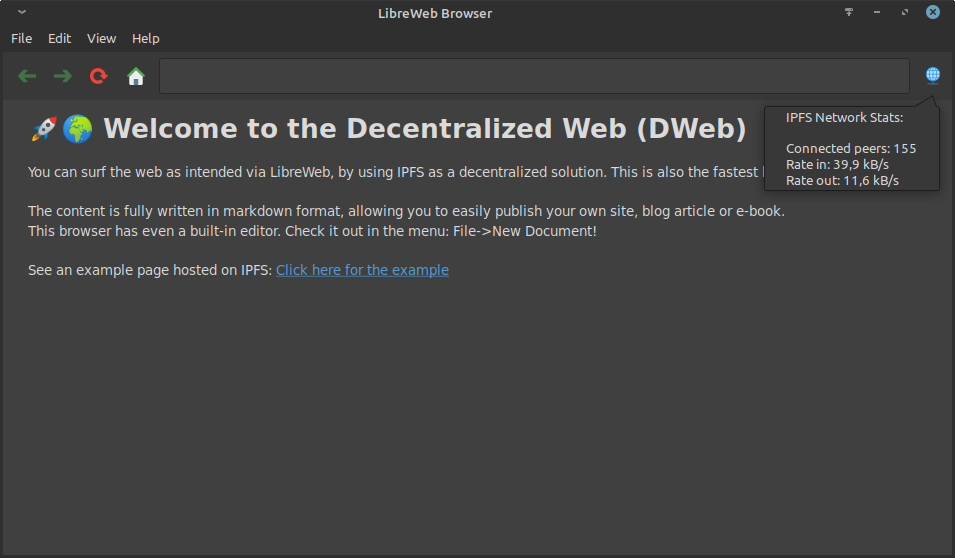 LibreWeb Browser
File Edit View Help
🚀🌍 Welcome to the Decentralized Web (DWeb)
You can surf the web as intended via LibreWeb, by using IPFS as a decentralized solution. This is also the fastest
The content is fully written in markdown format, allowing you to easily publish your own site, blog article or e-book.
This browser has even a built-in editor. Check it out in the menu: File->New Document!
See an example page hosted on IPFS: Click here for the example
IPFS Network Stats:
Connected peers: 155
Rate in: 39,9 kB/s
Rate out: 11,6 kB/s